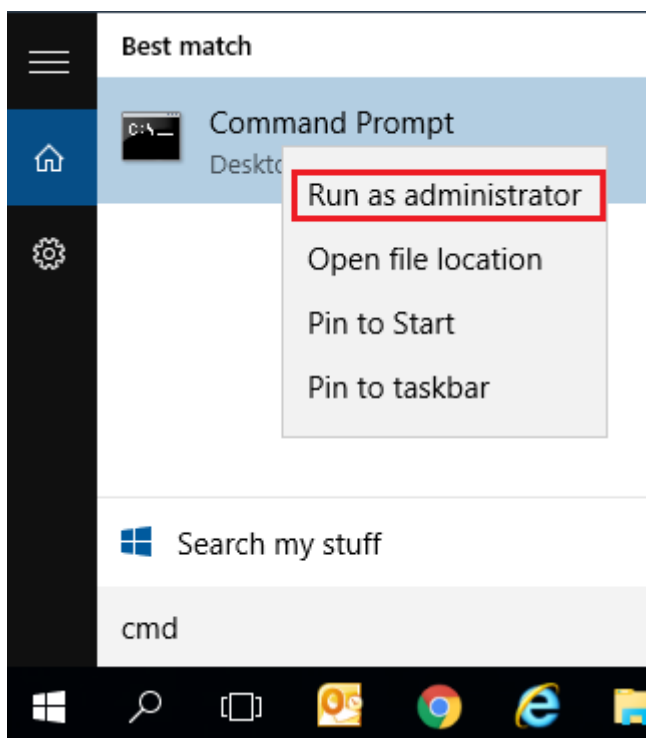 Best match
C:\_
Command Prompt
Run as administrator
Open file location
Pin to Start
Pin to taskbar
Search my stuff
cmd